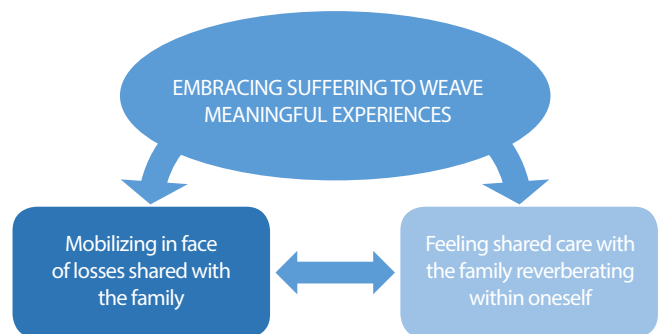 EMBRACING SUFFERING TO WEAVE
MEANINGFUL EXPERIENCES
Mobilizing in face
of losses shared with
the family
Feeling shared care with
the family reverberating
within oneself